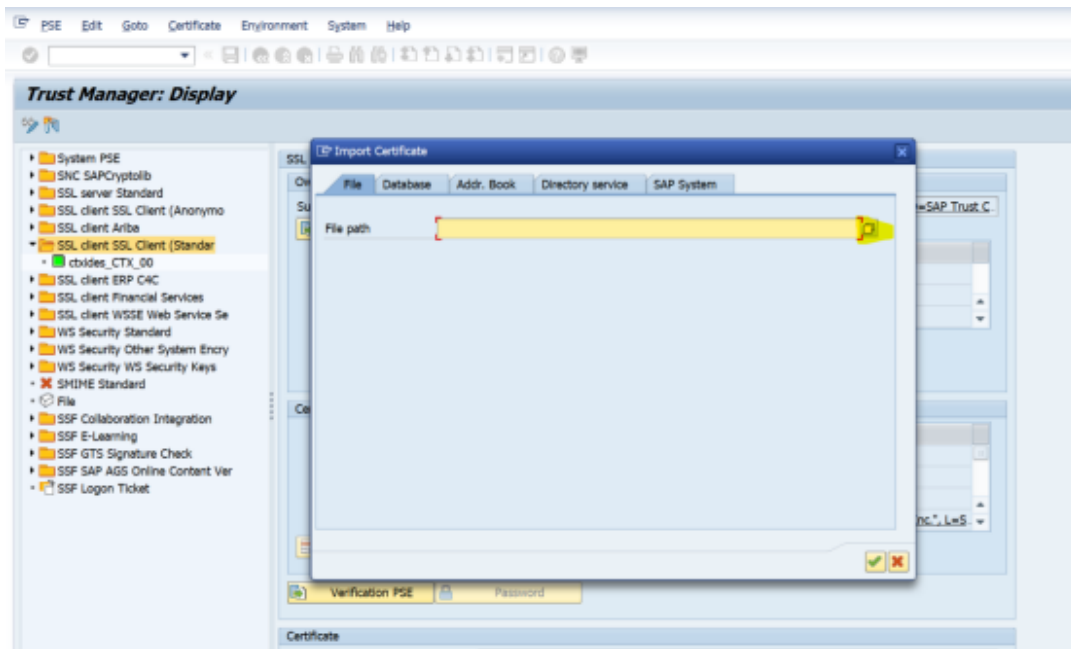 PSE Edit Goto Certificate Environment System Help
Trust Manager: Display
System PSE
SNC SAPCryptolib
SSL server Standard
SSL client SSL Client (Anonymo
SSL client Ariba
SSL client SSL Client (Standar
ctxides_CTX_00
SSL client ERP C4C
SSL client Financial Services
SSL client WSSE Web Service Se
WS Security Standard
WS Security Other System Encry
WS Security WS Security Keys
SMIME Standard
File
SSF Collaboration Integration
SSF E-Learning
SSF GTS Signature Check
SSF SAP AGS Online Content Ver
SSF Logon Ticket
SSL
Ow
Su
=SAP Trust C
Import Certificate
File Database Addr. Book Directory service SAP System
File path
Ce
nc.", L=S
Verification PSE Password
Certificate